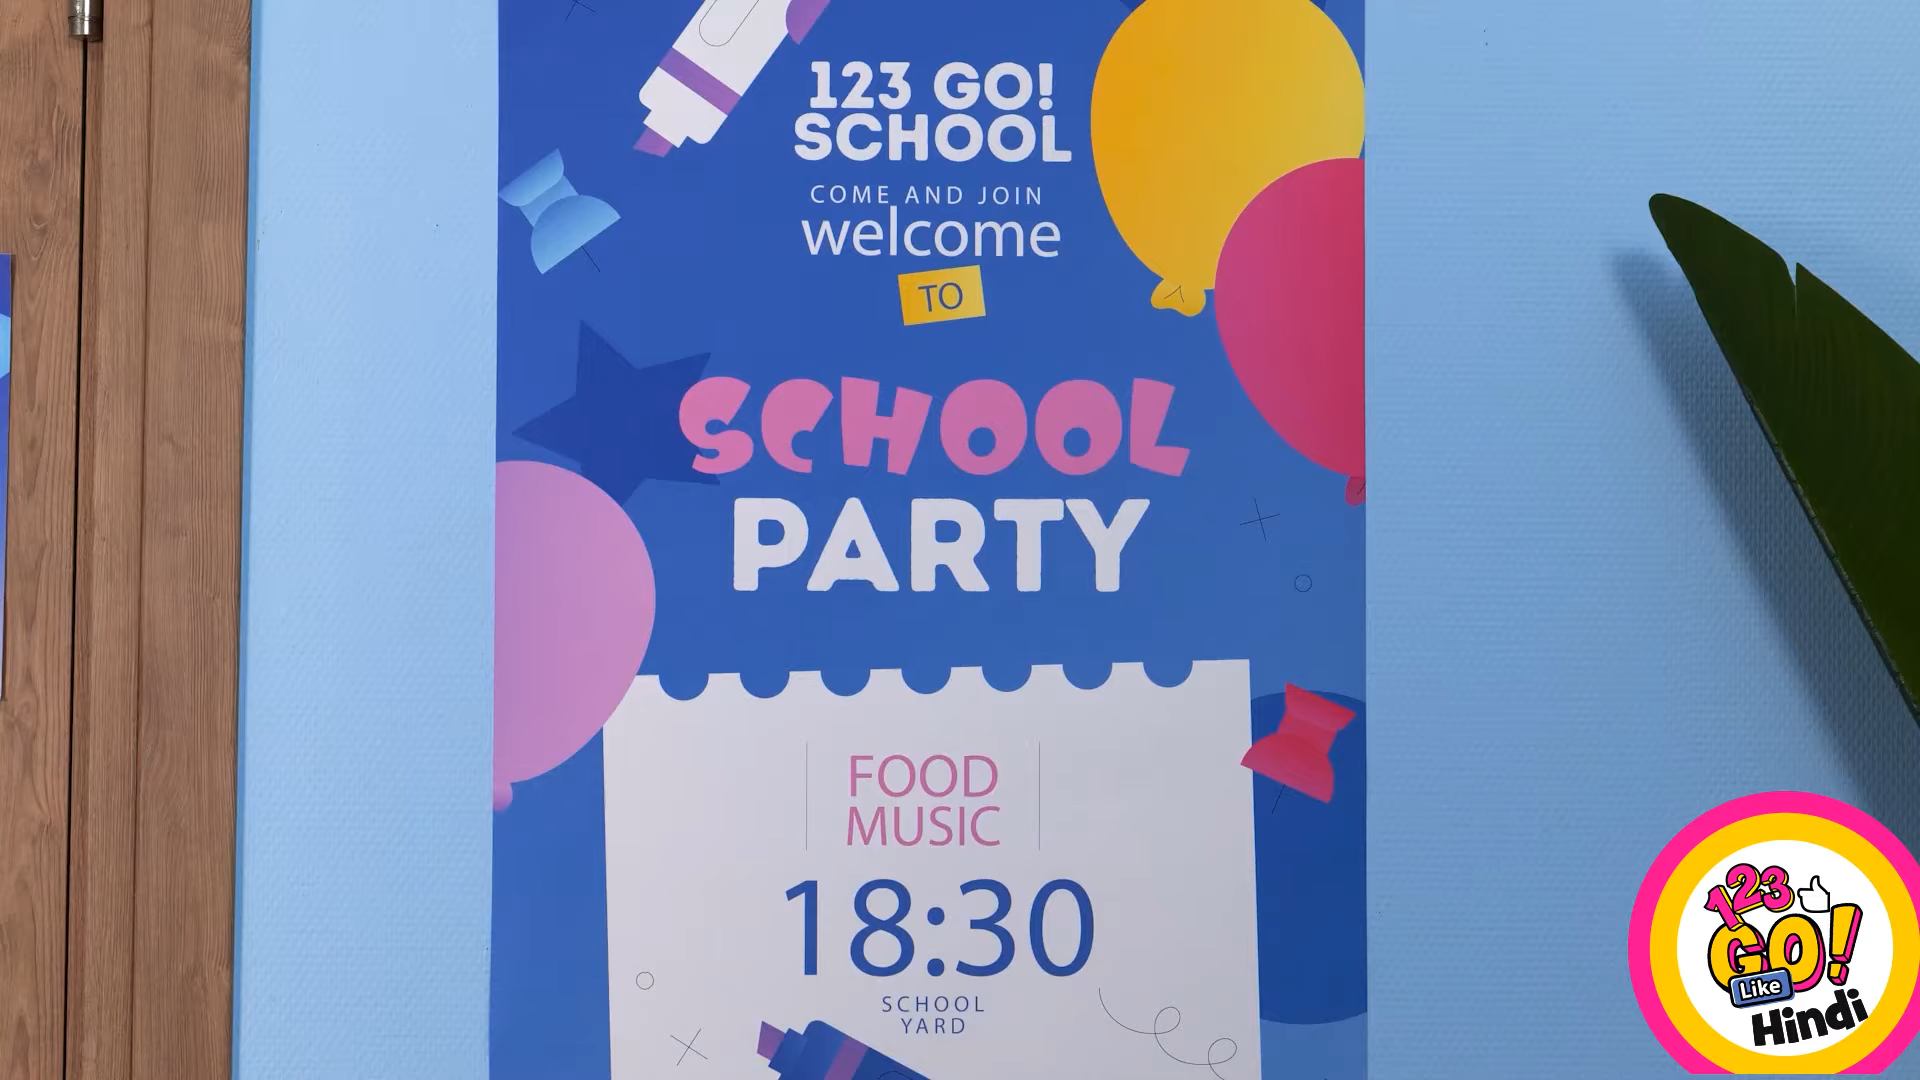 123 GO!
SCHOOL
COME AND JOIN
welcome
TO
SCHOOL
PARTY
FOOD
MUSIC
18:30
SCHOOL
YARD
123
GO!
Like
Hindi